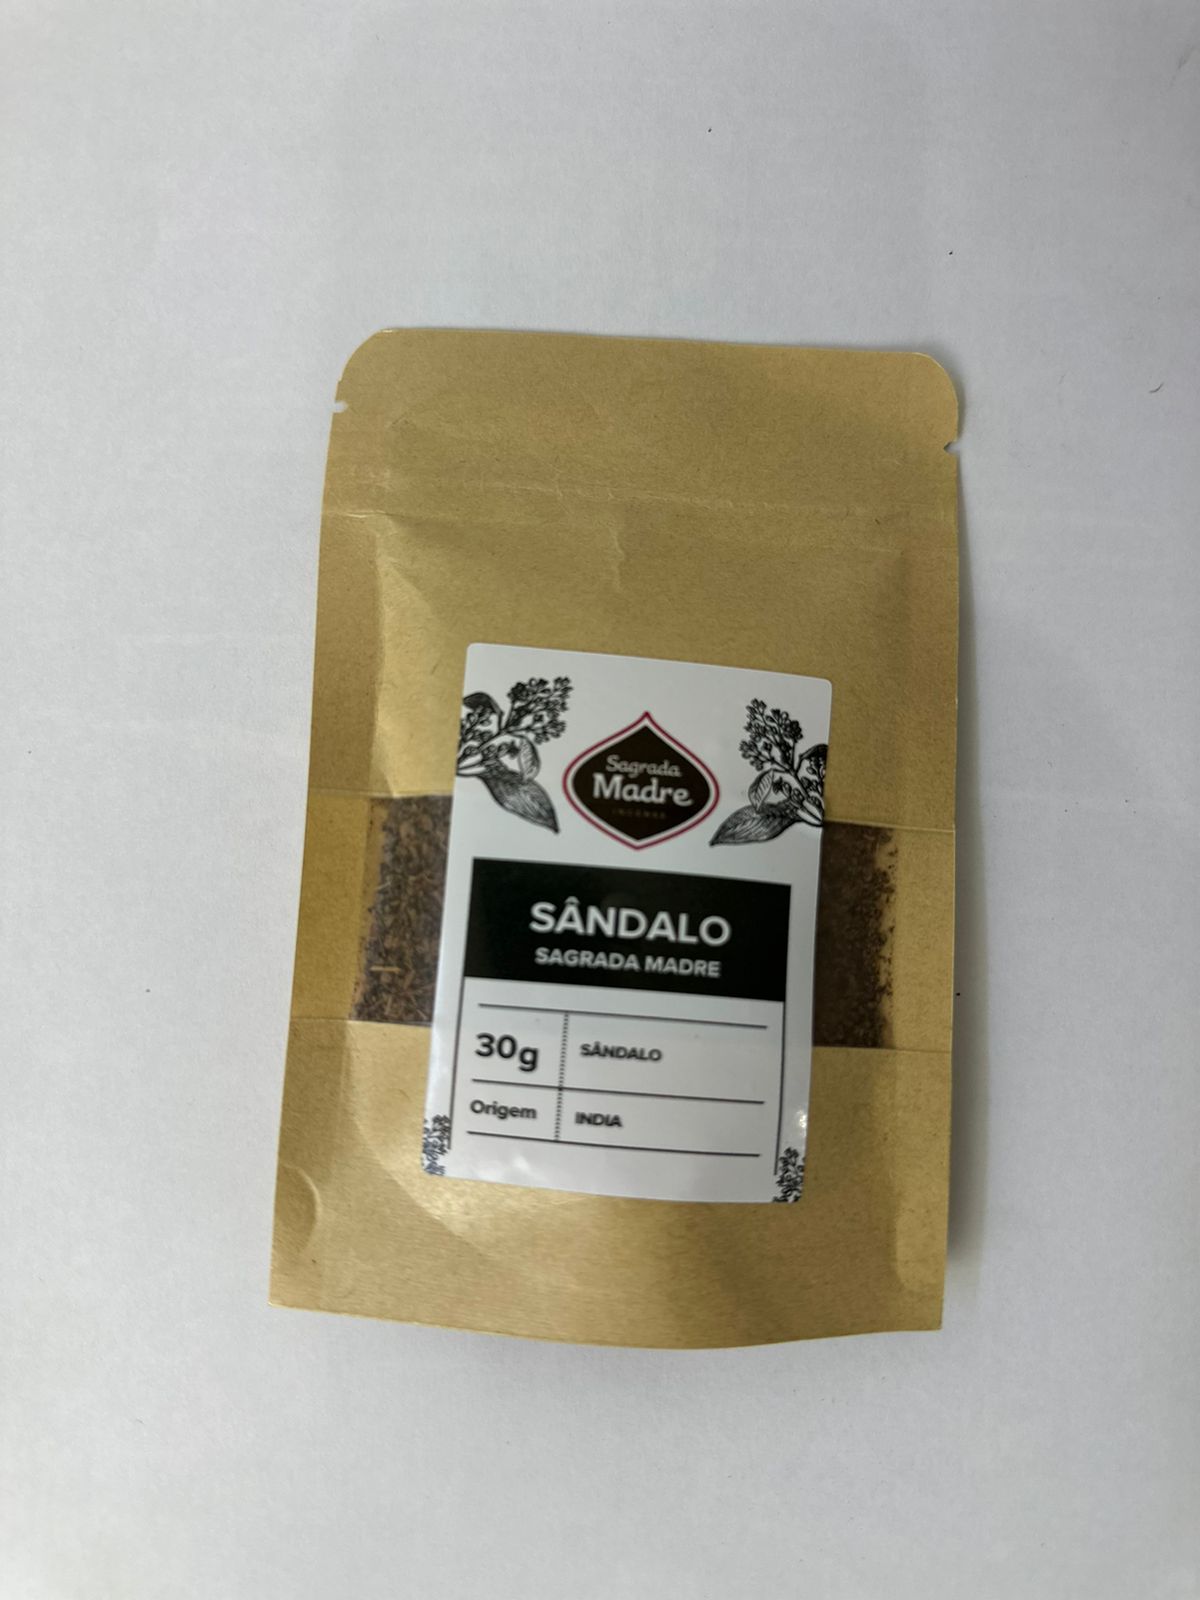 Sagrada
Madre
INCENSE
SÂNDALO
SAGRADA MADRE
30g
SÂNDALO
Origem
INDIA